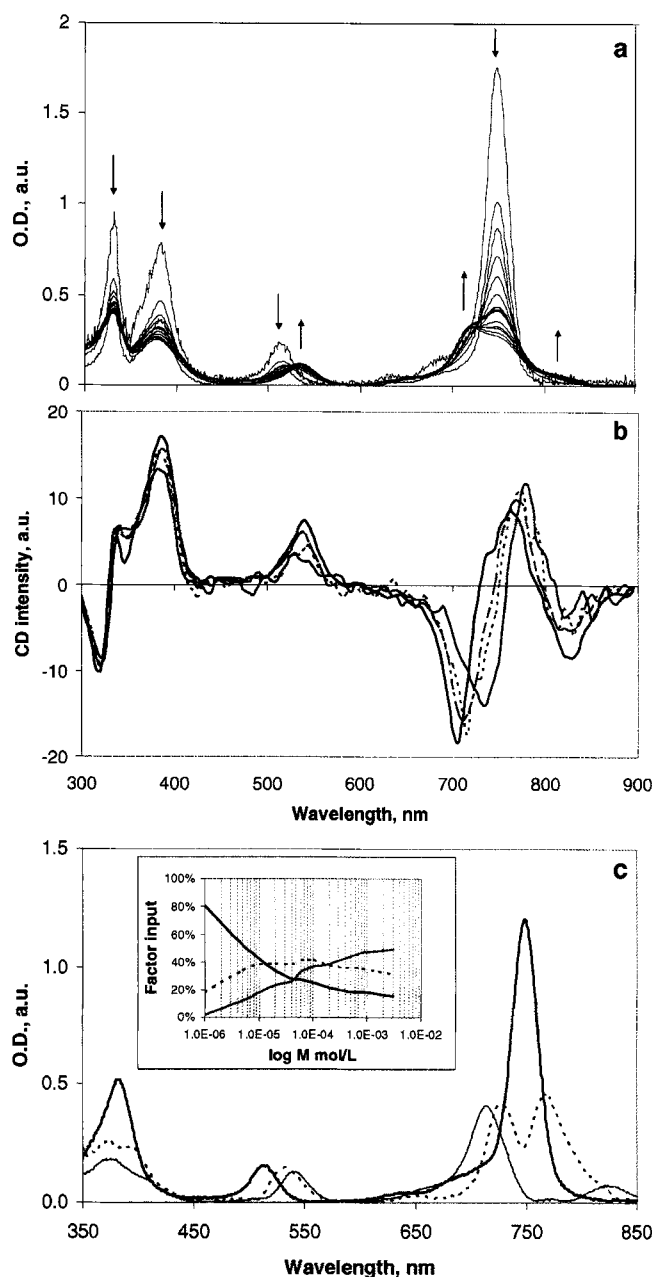 a
2
1.5
1
0.5
0
O.D., a.u.
b
20
10
0
-10
-20
CD intensity, a.u.
300 400 500 600 700 800 900
Wavelength, nm
c
1.5
1.0
0.5
0.0
O.D., a.u.
100%
80%
60%
40%
20%
0%
Factor input
1.0E-06 1.0E-05 1.0E-04 1.0E-03 1.0E-02
log M mol/L
350 450 550 650 750 850
Wavelength, nm